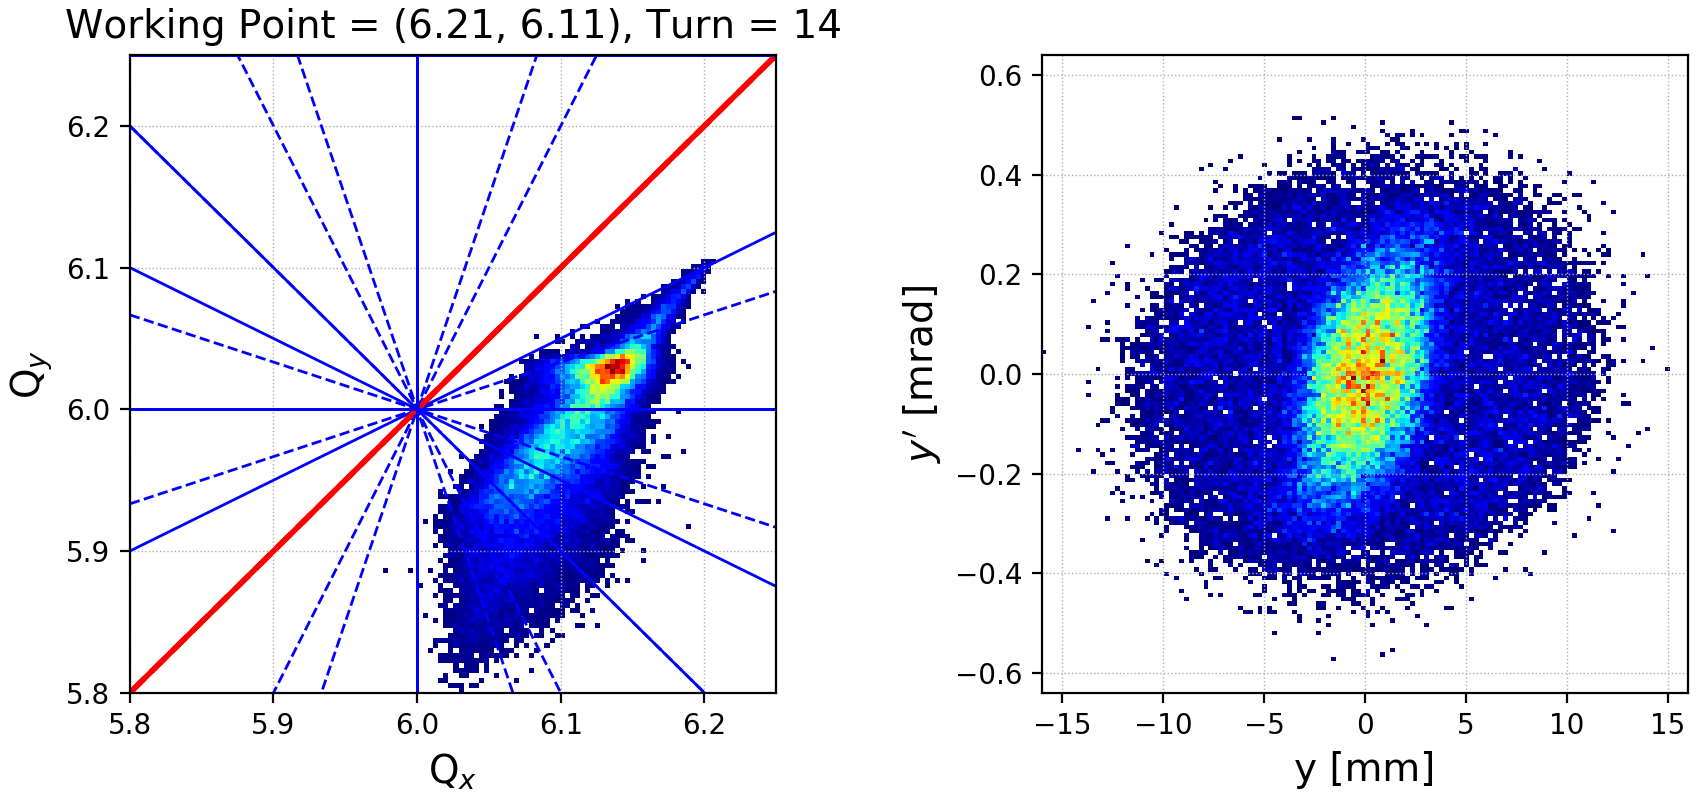 Working Point = (6.21, 6.11), Turn = 14
6.2
6.1
6.0
5.9
5.8
Q_y
5.8 5.9 6.0 6.1 6.2
Q_x
0.6
0.4
0.2
0.0
−0.2
−0.4
−0.6
y′ [mrad]
−15 −10 −5 0 5 10 15
y [mm]